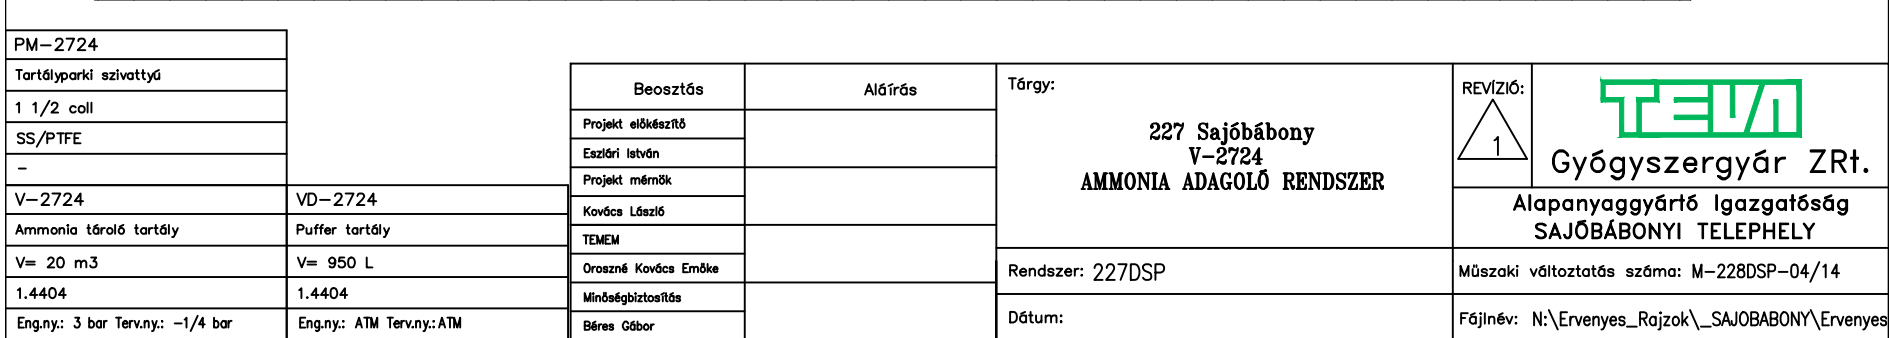 PM-2724
Tartályparki szivattyú
1 1/2 coll
SS/PTFE
-
V-2724
Ammonia tároló tartály
V= 20 m3
1.4404
Eng.ny.: 3 bar Terv.ny.: -1/4 bar
VD-2724
Puffer tartály
V= 950 L
1.4404
Eng.ny.: ATM Terv.ny.:ATM
Beosztás
Aláírás
Projekt előkészítő
Eszlári István
Projekt mérnök
Kovács László
TEMEM
Oroszné Kovács Emőke
Minőségbiztosítás
Béres Gábor
Tárgy:
227 Sajóbábony
V-2724
AMMONIA ADAGOLÓ RENDSZER
Rendszer: 227DSP
Dátum:
REVÍZIÓ:
1
TEVA
Gyógyszergyár ZRt.
Alapanyaggyártó Igazgatóság
SAJÓBÁBONYI TELEPHELY
Műszaki változtatás száma: M-228DSP-04/14
Fájlnév: N:\Ervenyes_Rajzok\_SAJOBABONY\Ervenyes